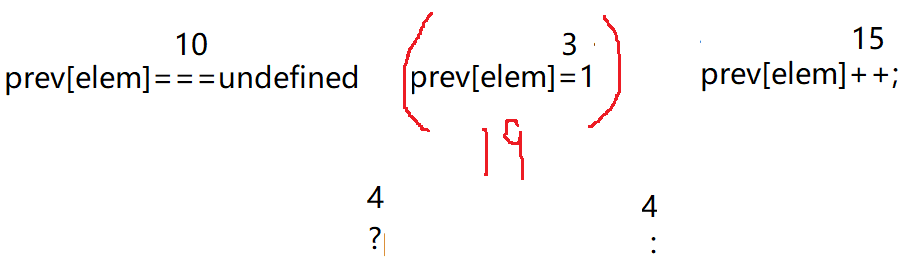 10 3 15
prev[elem]===undefined (prev[elem]=1) prev[elem]++;
19
4 4
? :